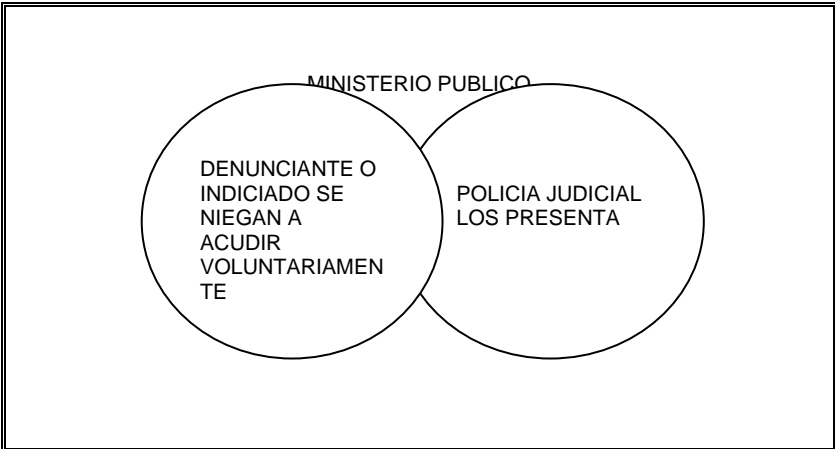 MINISTERIO PUBLICO
DENUNCIANTE O
INDICIADO SE
NIEGAN A
ACUDIR
VOLUNTARIAMEN
TE
POLICIA JUDICIAL
LOS PRESENTA